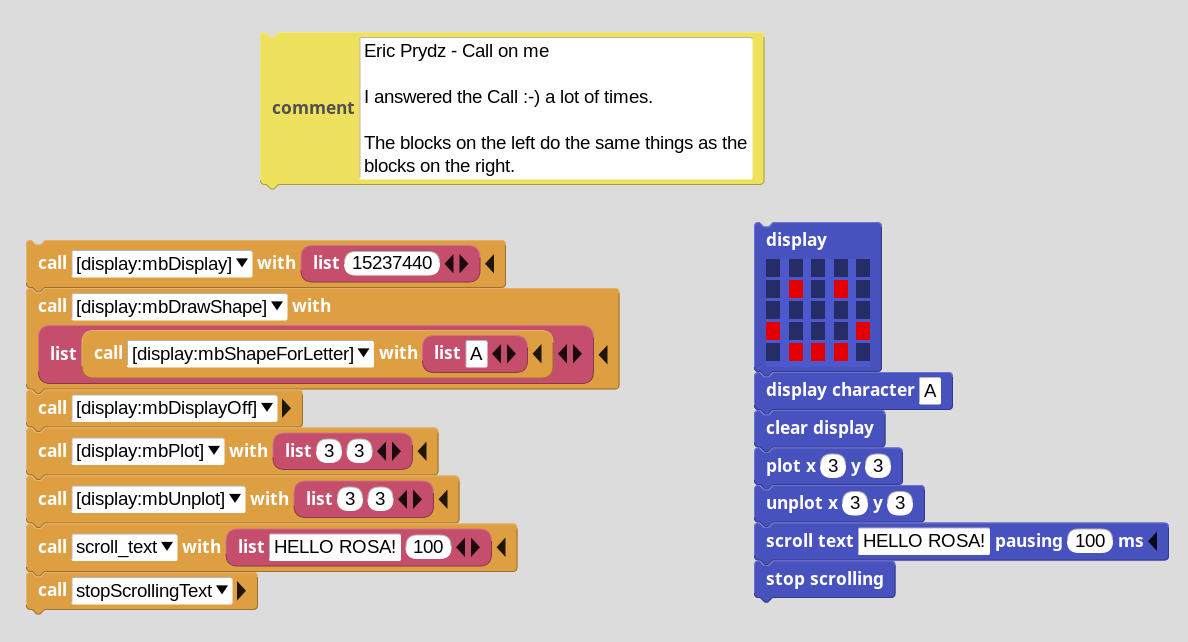 Eric Prydz - Call on me
I answered the Call :-) a lot of times.
comment
The blocks on the left do the same things as the
blocks on the right.
call [display:mbDisplay] with list 15237440
call [display:mbDrawShape] with
list call [display:mbShapeForLetter] with list A
call [display:mbDisplayOff]
call [display:mbPlot] with list 3 3
call [display:mbUnplot] with list 3 3
call scroll_text with list HELLO ROSA! 100
call stopScrollingText
display
display character A
clear display
plot x 3 y 3
unplot x 3 y 3
scroll text HELLO ROSA! pausing 100 ms
stop scrolling